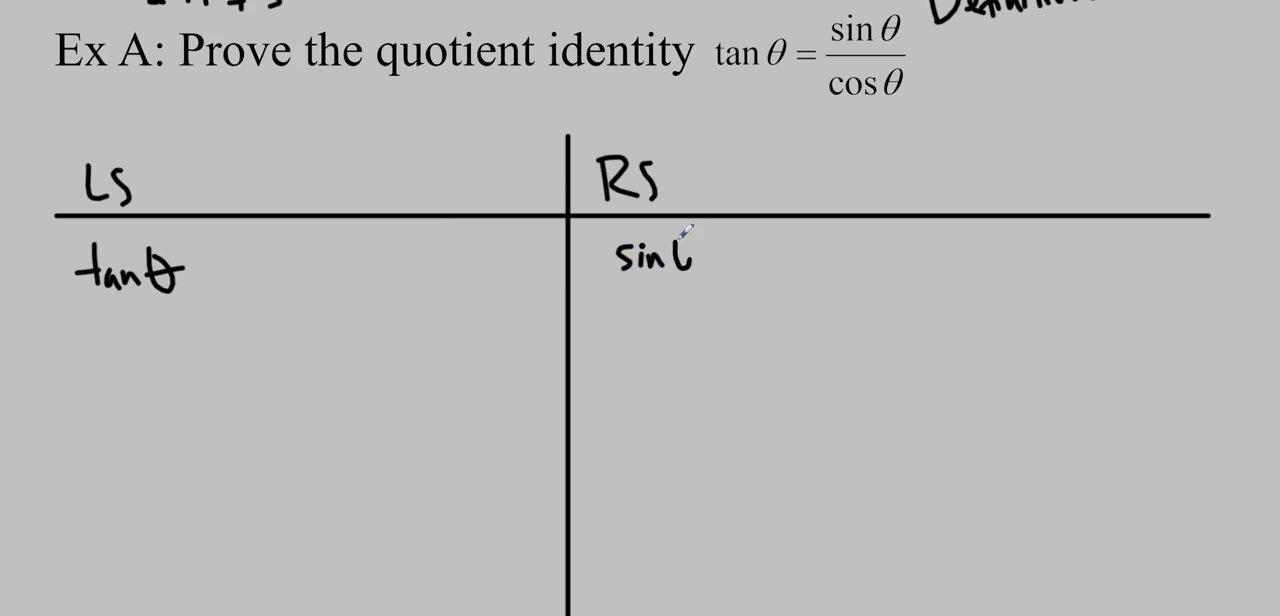 Ex A: Prove the quotient identity tan θ = sin θ / cos θ
LS RS
tanθ sin